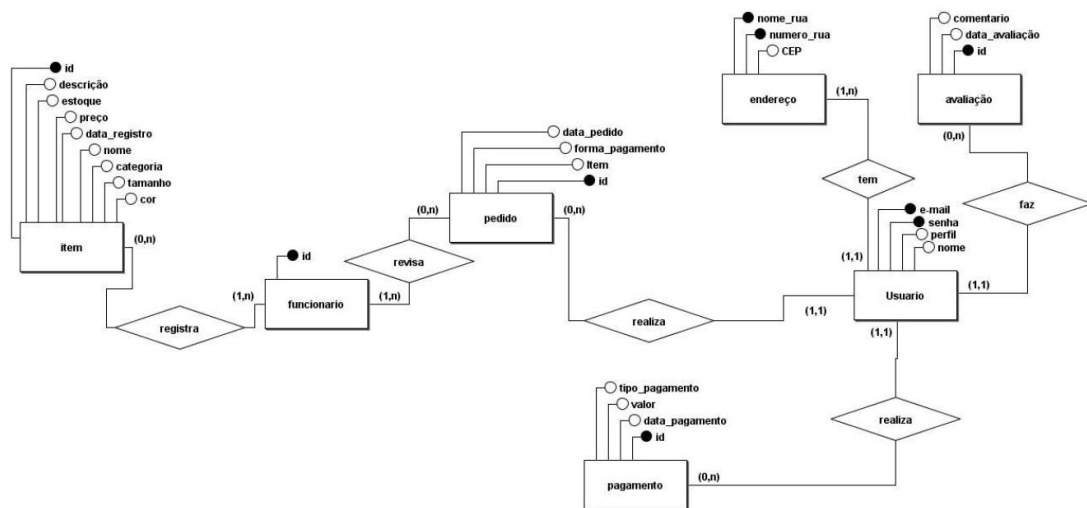 nome_rua
numero_rua
CEP
endereço
(1,n)
comentario
data_avaliação
id
avaliação
(0,n)
id
descrição
estoque
preço
data_registro
nome
categoria
tamanho
cor
item
(0,n)
data_pedido
forma_pagamento
Item
id
pedido
(0,n)
(0,n)
tem
faz
revisa
id
funcionario
(1,n)
(1,n)
registra
e-mail
senha
perfil
nome
Usuario
(1,1)
(1,1)
(1,1)
(1,1)
realiza
realiza
tipo_pagamento
valor
data_pagamento
id
pagamento
(0,n)